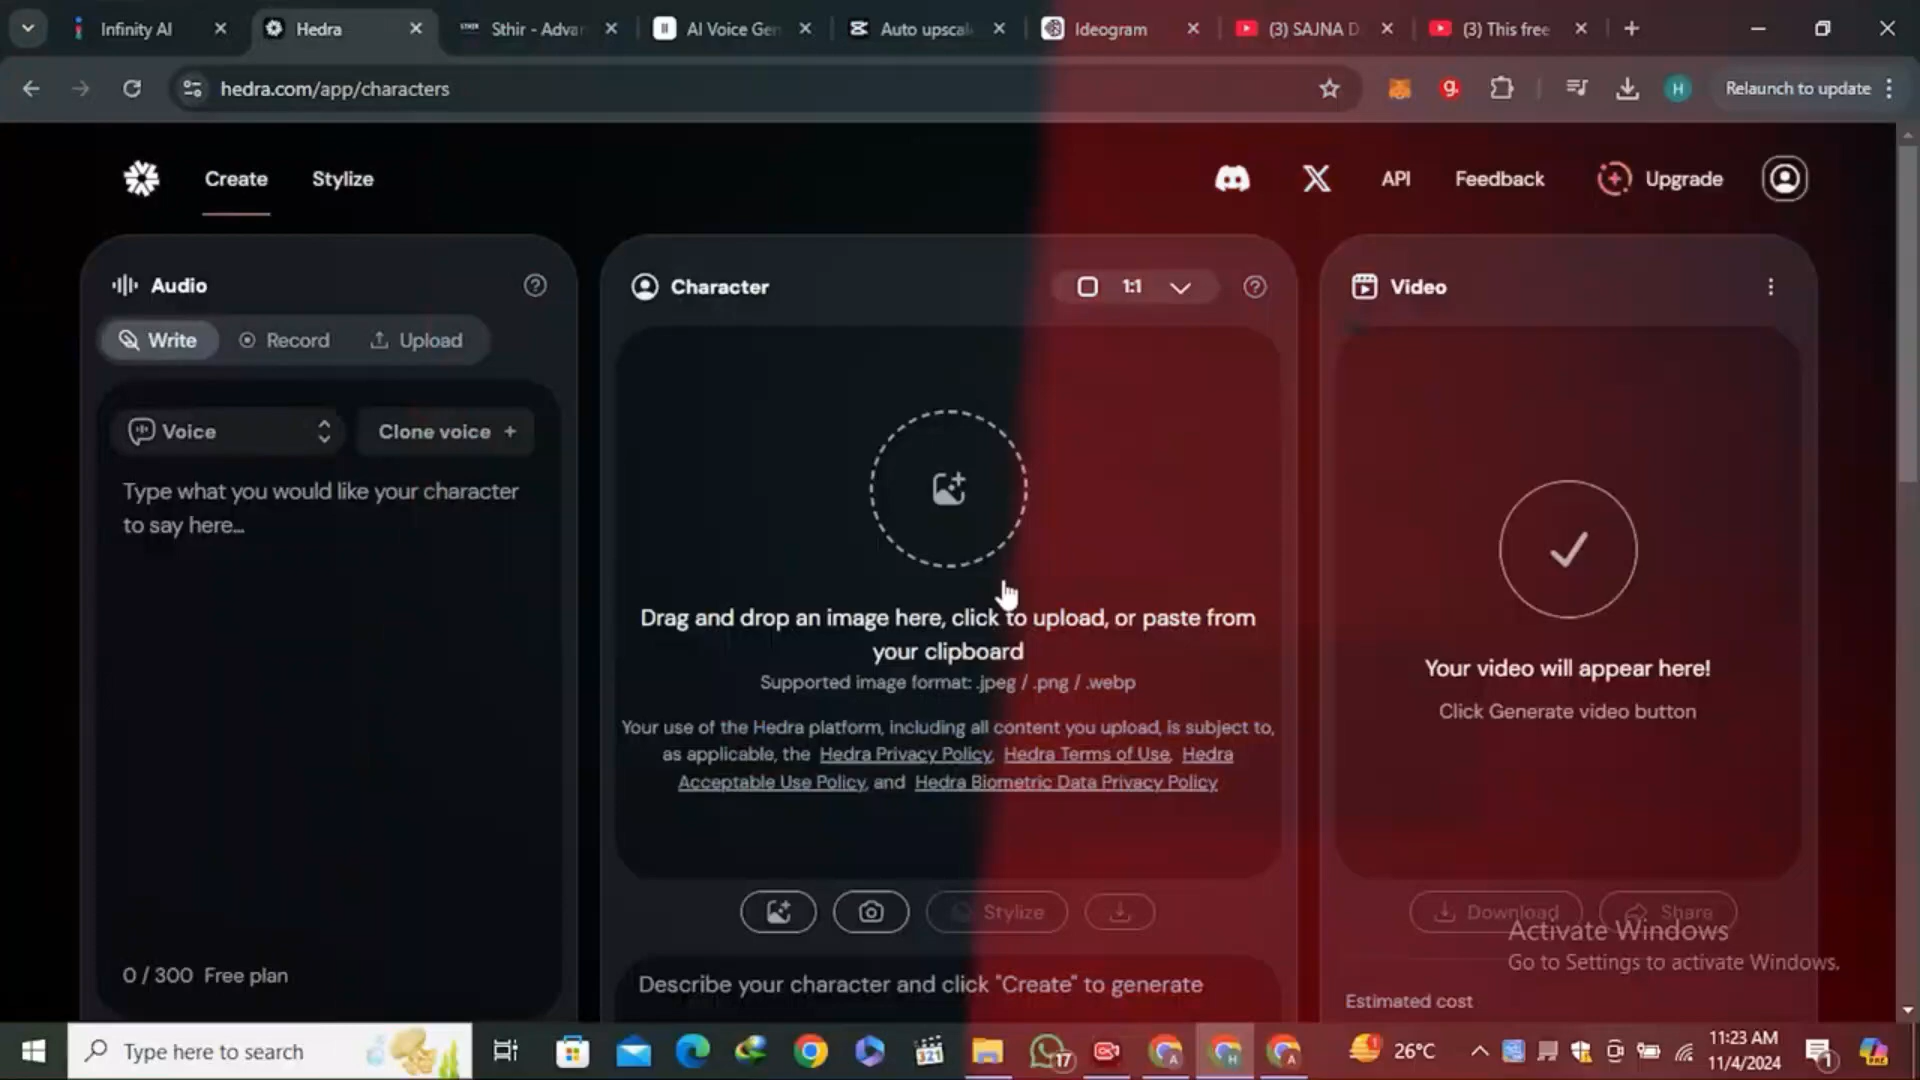 Infinity AI
Hedra
Sthir - Advan
AI Voice Gen
Auto upscal
Ideogram
(3) SAJNA D
(3) This free
hedra.com/app/characters
g.
H
Relaunch to update
Create
Stylize
API
Feedback
Upgrade
Audio
Character
1:1
Video
Write
Record
Upload
Voice
Clone voice +
Type what you would like your character
to say here...
Drag and drop an image here, click to upload, or paste from
your clipboard
Supported image format: .jpeg / .png / .webp
Your use of the Hedra platform, including all content you upload, is subject to,
as applicable, the Hedra Privacy Policy, Hedra Terms of Use, Hedra
Acceptable Use Policy, and Hedra Biometric Data Privacy Policy
Your video will appear here!
Click Generate video button
Stylize
Download
Share
Activate Windows
Go to Settings to activate Windows.
0 / 300 Free plan
Describe your character and click "Create" to generate
Estimated cost
Type here to search
321
17
A
H
A
26°C
11:23 AM
11/4/2024
1